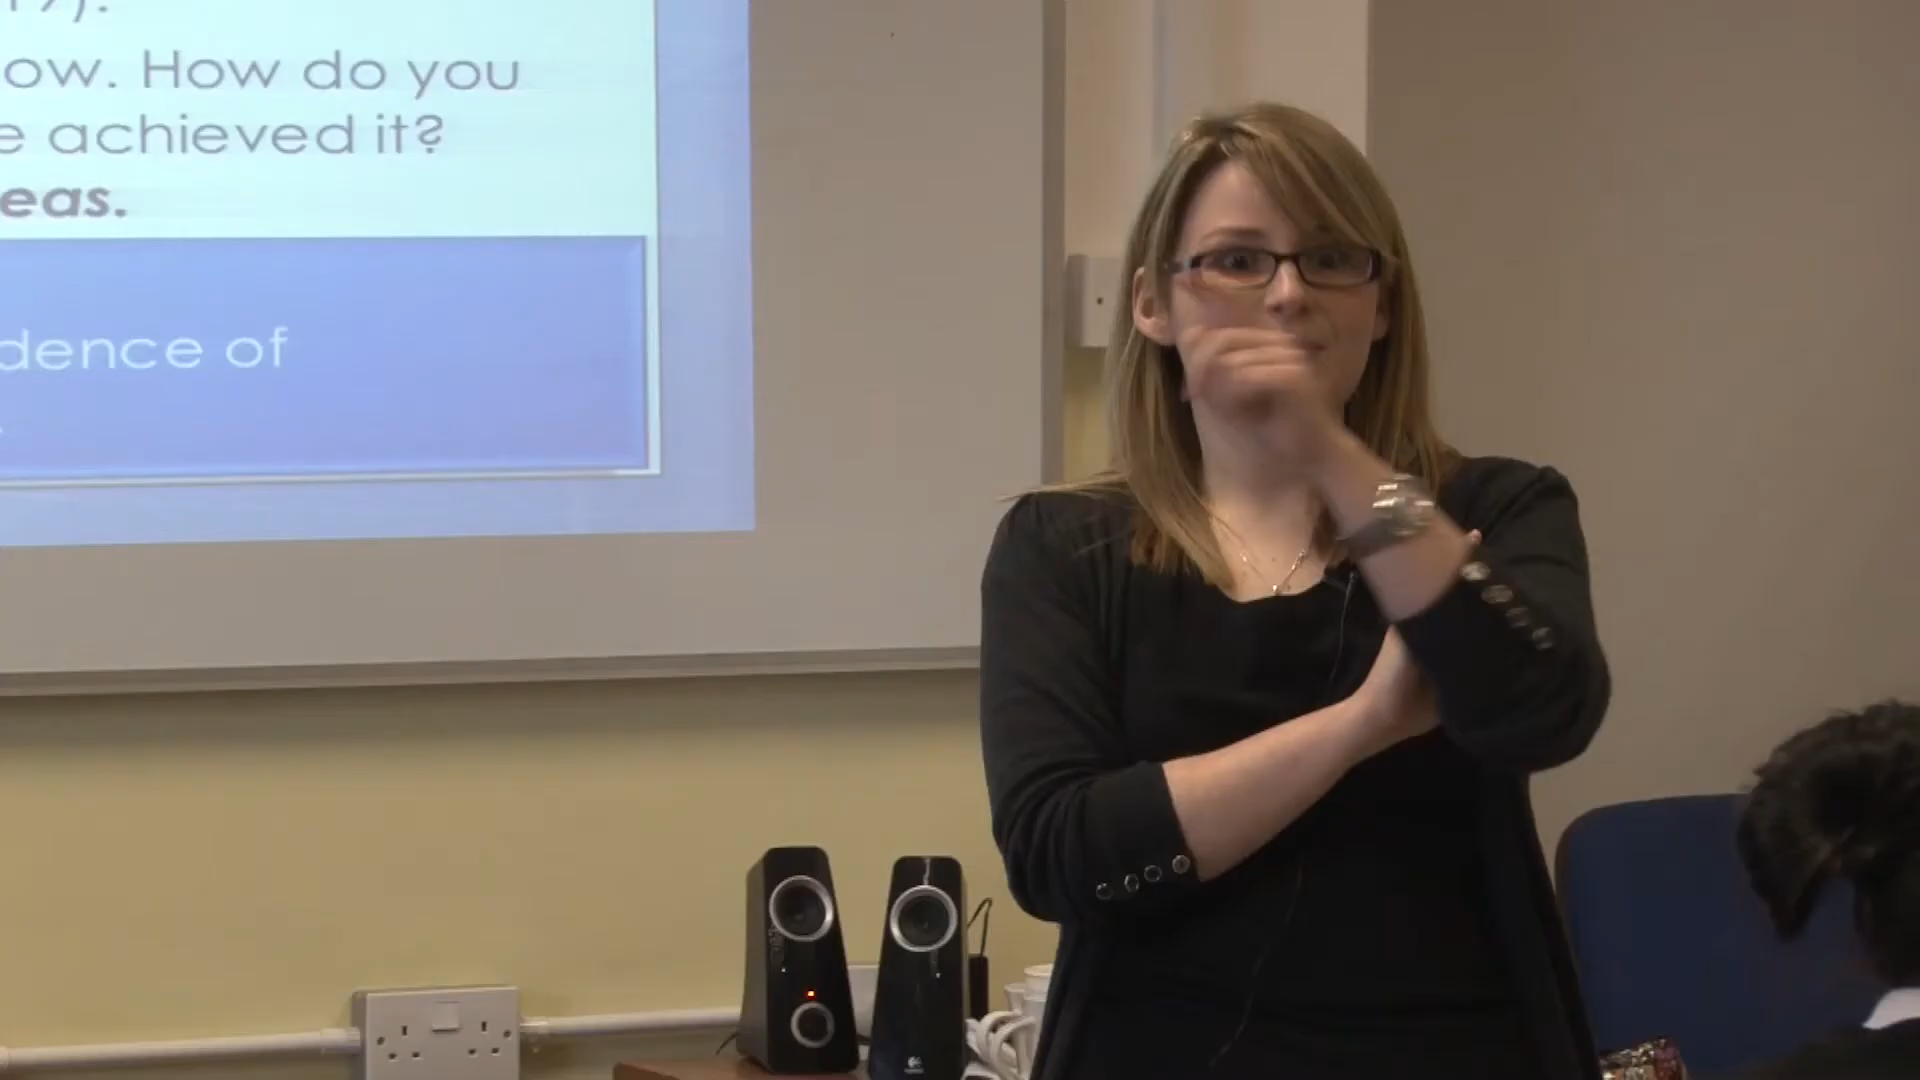 ow. How do you
e achieved it?
eas.
dence of